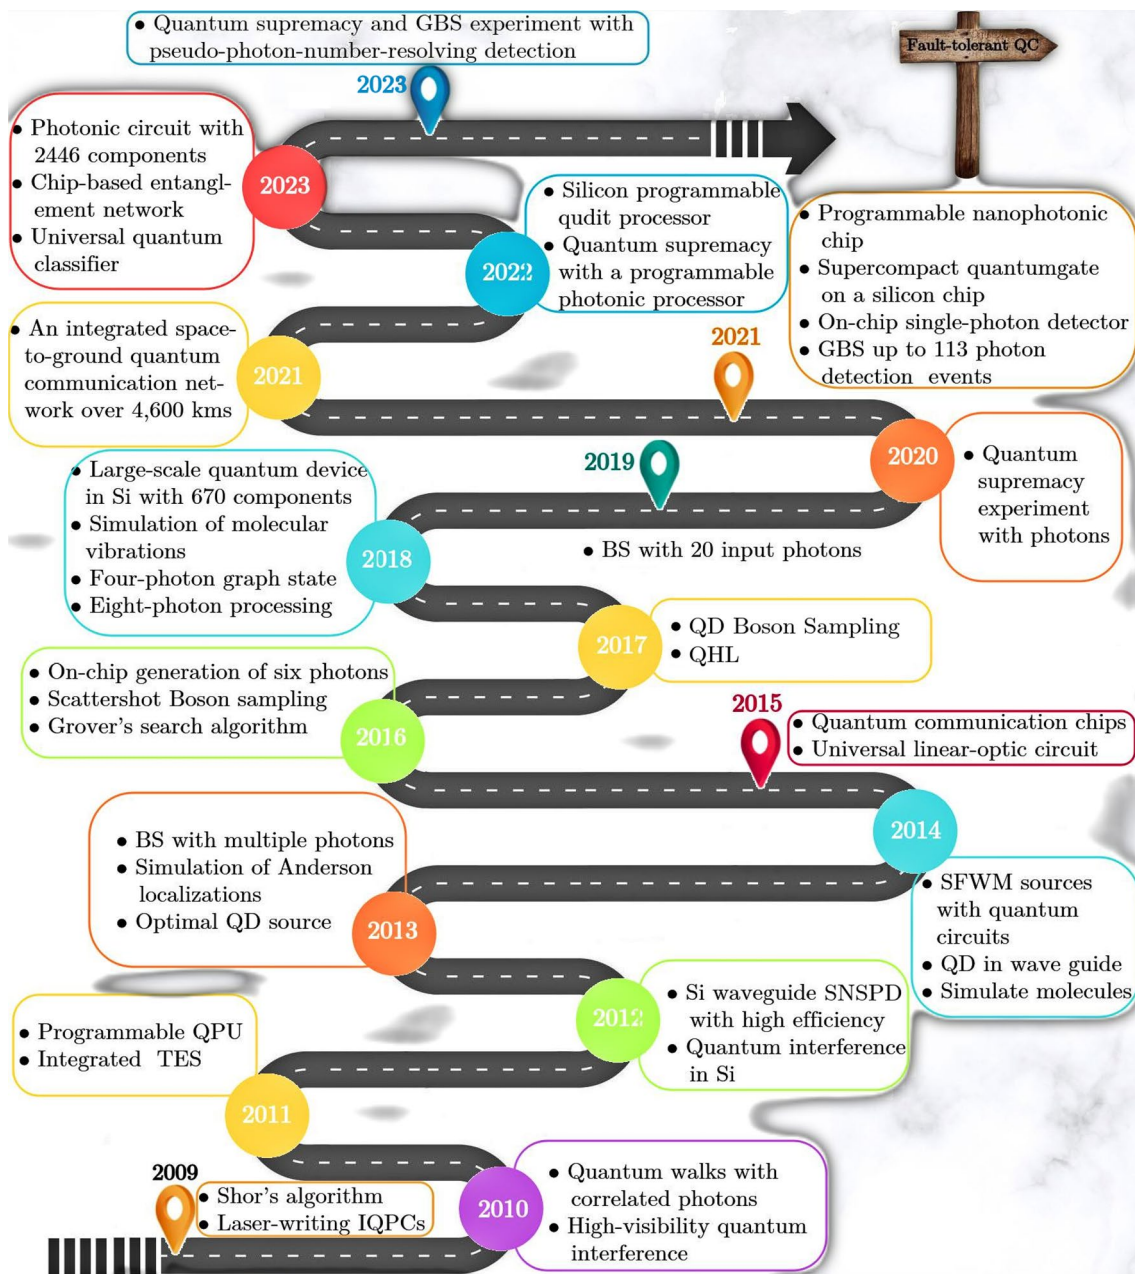 • Quantum supremacy and GBS experiment with
pseudo-photon-number-resolving detection
Fault-tolerant QC
2023
• Photonic circuit with
2446 components
• Chip-based entangl-
ement network
• Universal quantum
classifier
2023
• Silicon programmable
qudit processor
• Quantum supremacy
with a programmable
photonic processor
2022
• Programmable nanophotonic
chip
• Supercompact quantumgate
on a silicon chip
• On-chip single-photon detector
• GBS up to 113 photon
detection events
2021
• An integrated space-
to-ground quantum
communication net-
work over 4,600 kms
2021
2020
• Quantum
supremacy
experiment
with photons
2019
• BS with 20 input photons
• Large-scale quantum device
in Si with 670 components
• Simulation of molecular
vibrations
• Four-photon graph state
• Eight-photon processing
2018
2017
• QD Boson Sampling
• QHL
• On-chip generation of six photons
• Scattershot Boson sampling
• Grover's search algorithm
2016
2015
• Quantum communication chips
• Universal linear-optic circuit
2014
• SFWM sources
with quantum
circuits
• QD in wave guide
• Simulate molecules
• BS with multiple photons
• Simulation of Anderson
localizations
• Optimal QD source
2013
2012
• Si waveguide SNSPD
with high efficiency
• Quantum interference
in Si
• Programmable QPU
• Integrated TES
2011
2010
• Quantum walks with
correlated photons
• High-visibility quantum
interference
2009
• Shor's algorithm
• Laser-writing IQPCs